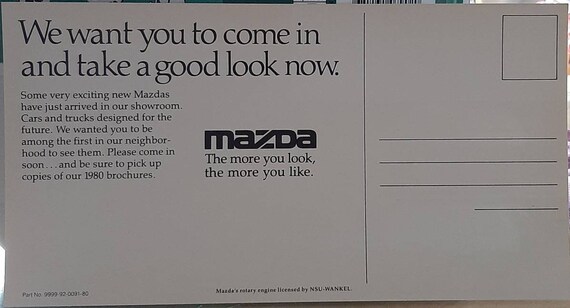 We want you to come in
and take a good look now.
Some very exciting new Mazdas
have just arrived in our showroom.
Cars and trucks designed for the
future. We wanted you to be
among the first in our neighbor-
hood to see them. Please come in
soon...and be sure to pick up
copies of our 1980 brochures.
mazda
The more you look,
the more you like.
Part No. 9999-92-0091-80
Mazda's rotary engine licensed by NSU-WANKEL.